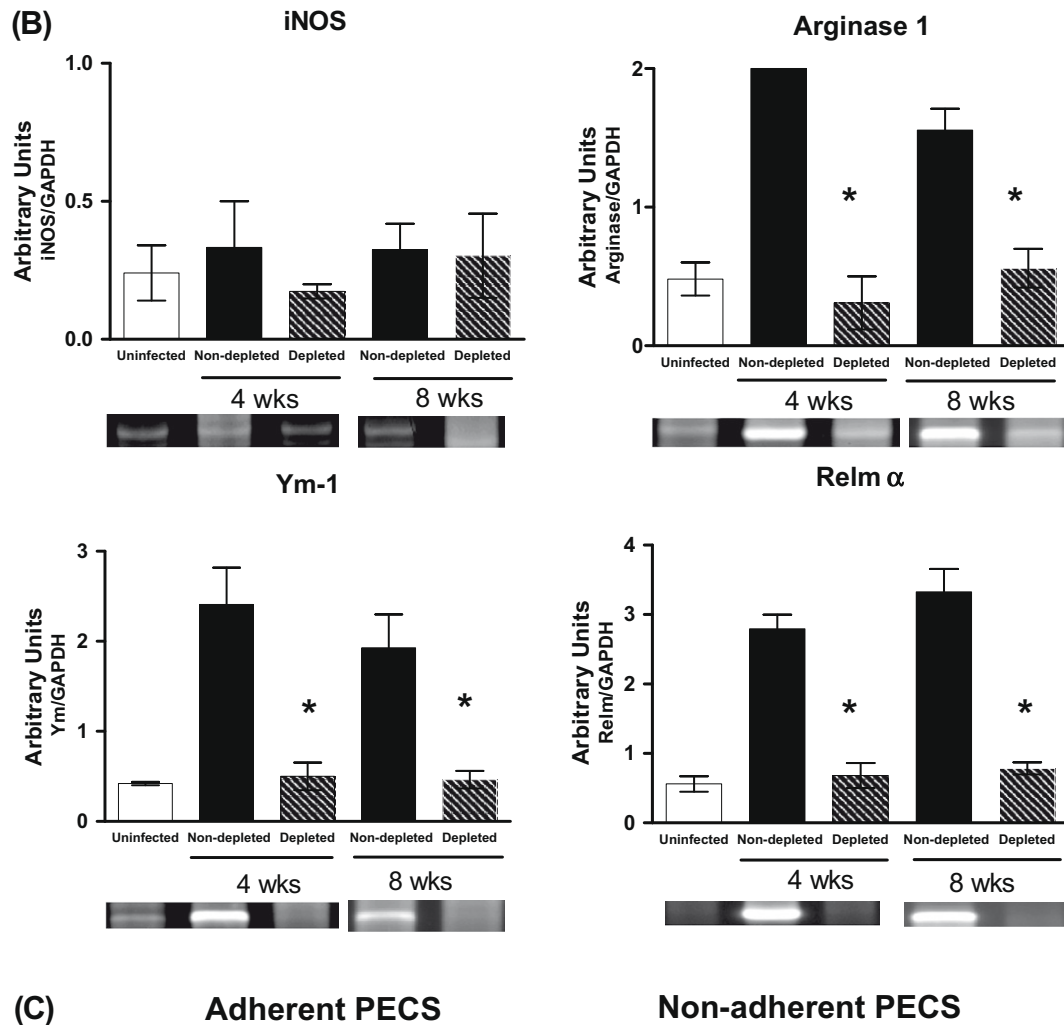 (B)
iNOS
Arbitrary Units
iNOS/GAPDH
1.0
0.5
0.0
Uninfected Non-depleted Depleted Non-depleted Depleted
4 wks 8 wks
Arginase 1
Arbitrary Units
Arginase/GAPDH
2
1
0
* *
Uninfected Non-depleted Depleted Non-depleted Depleted
4 wks 8 wks
Ym-1
Arbitrary Units
Ym/GAPDH
3
2
1
0
* *
Uninfected Non-depleted Depleted Non-depleted Depleted
4 wks 8 wks
Relm α
Arbitrary Units
Relm/GAPDH
4
3
2
1
0
* *
Uninfected Non-depleted Depleted Non-depleted Depleted
4 wks 8 wks
(C) Adherent PECS Non-adherent PECS